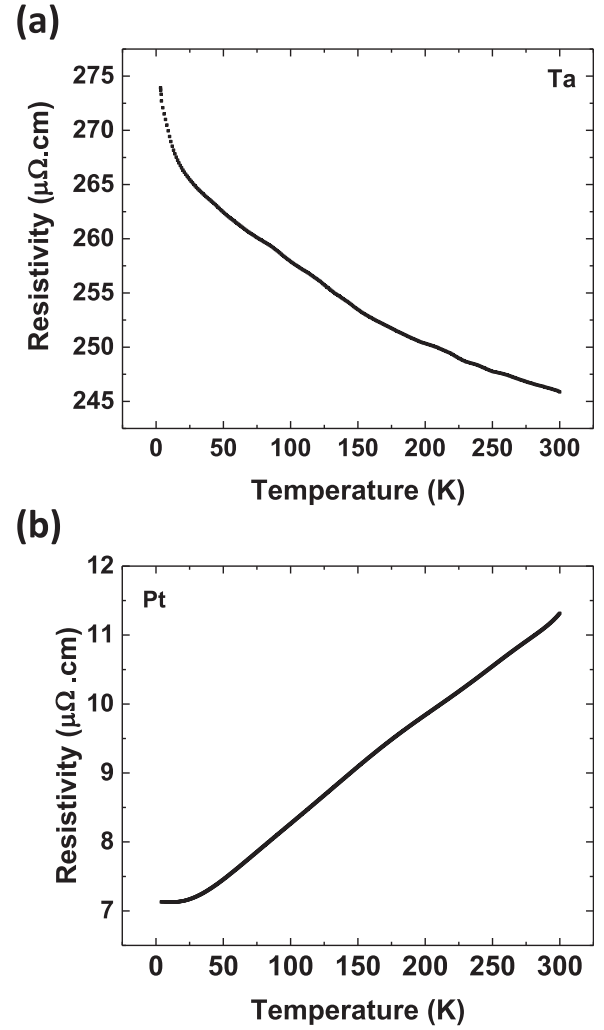 (a)
Ta
275
270
265
260
255
250
245
Resistivity (μΩ.cm)
0 50 100 150 200 250 300
Temperature (K)
(b)
Pt
12
11
10
9
8
7
Resistivity (μΩ .cm)
0 50 100 150 200 250 300
Temperature (K)